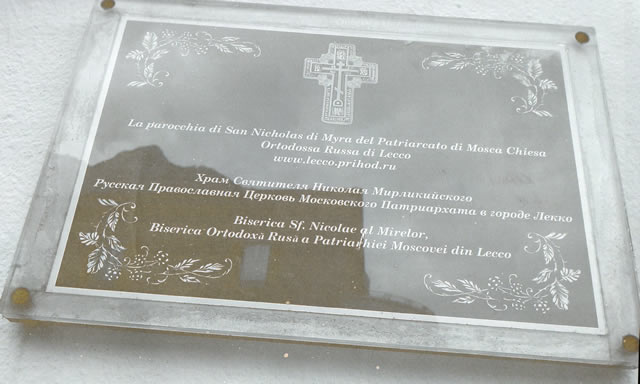 La parocchia di San Nicholas di Myra del Patriarcato di Mosca Chiesa
Ortodossa Russa di Lecco
www.lecco.prihod.ru
Храм Святителя Николая Мирликийского
Русская Православная Церковь Московского Патриархата в городе Лекко
Biserica Sf. Nicolae al Mirelor,
Biserica Ortodoxă Rusă a Patriarhiei Moscovei din Lecco